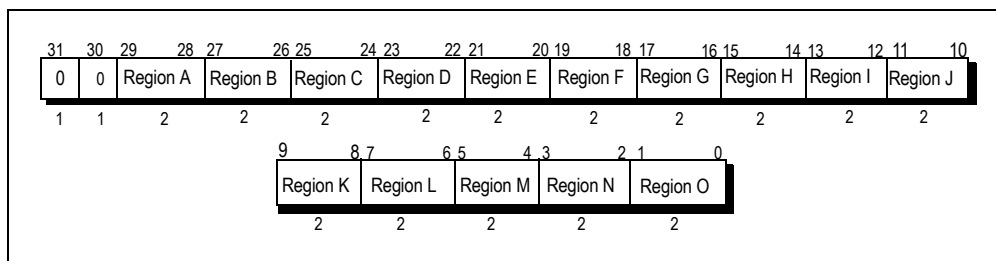 31 30 29 28 27 26 25 24 23 22 21 20 19 18 17 16 15 14 13 12 11 10
0 0 Region A Region B Region C Region D Region E Region F Region G Region H Region I Region J
1 1 2 2 2 2 2 2 2 2 2 2
9 8 7 6 5 4 3 2 1 0
Region K Region L Region M Region N Region O
2 2 2 2 2